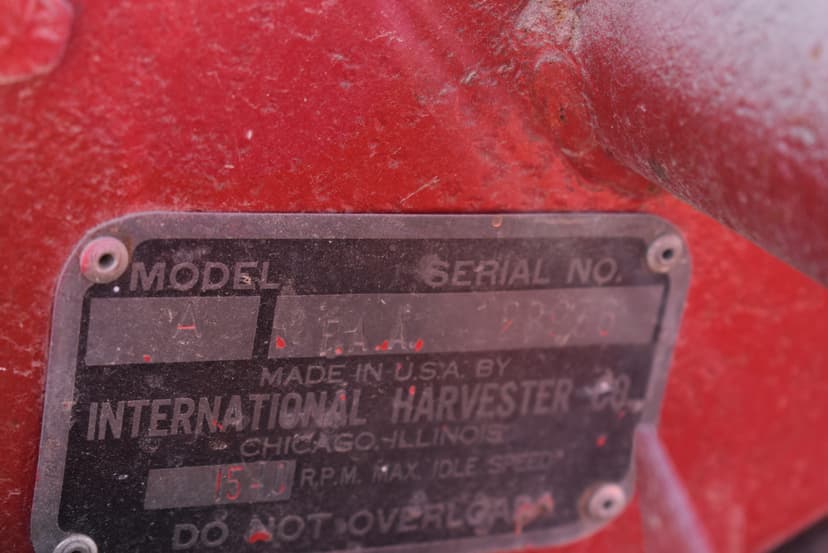 MODEL SERIAL NO.
A F.A.A.
MADE IN U.S.A. BY
INTERNATIONAL HARVESTER CO.
CHICAGO, ILLINOIS
R.P.M. MAX. IDLE SPEED
DO NOT OVERLOAD